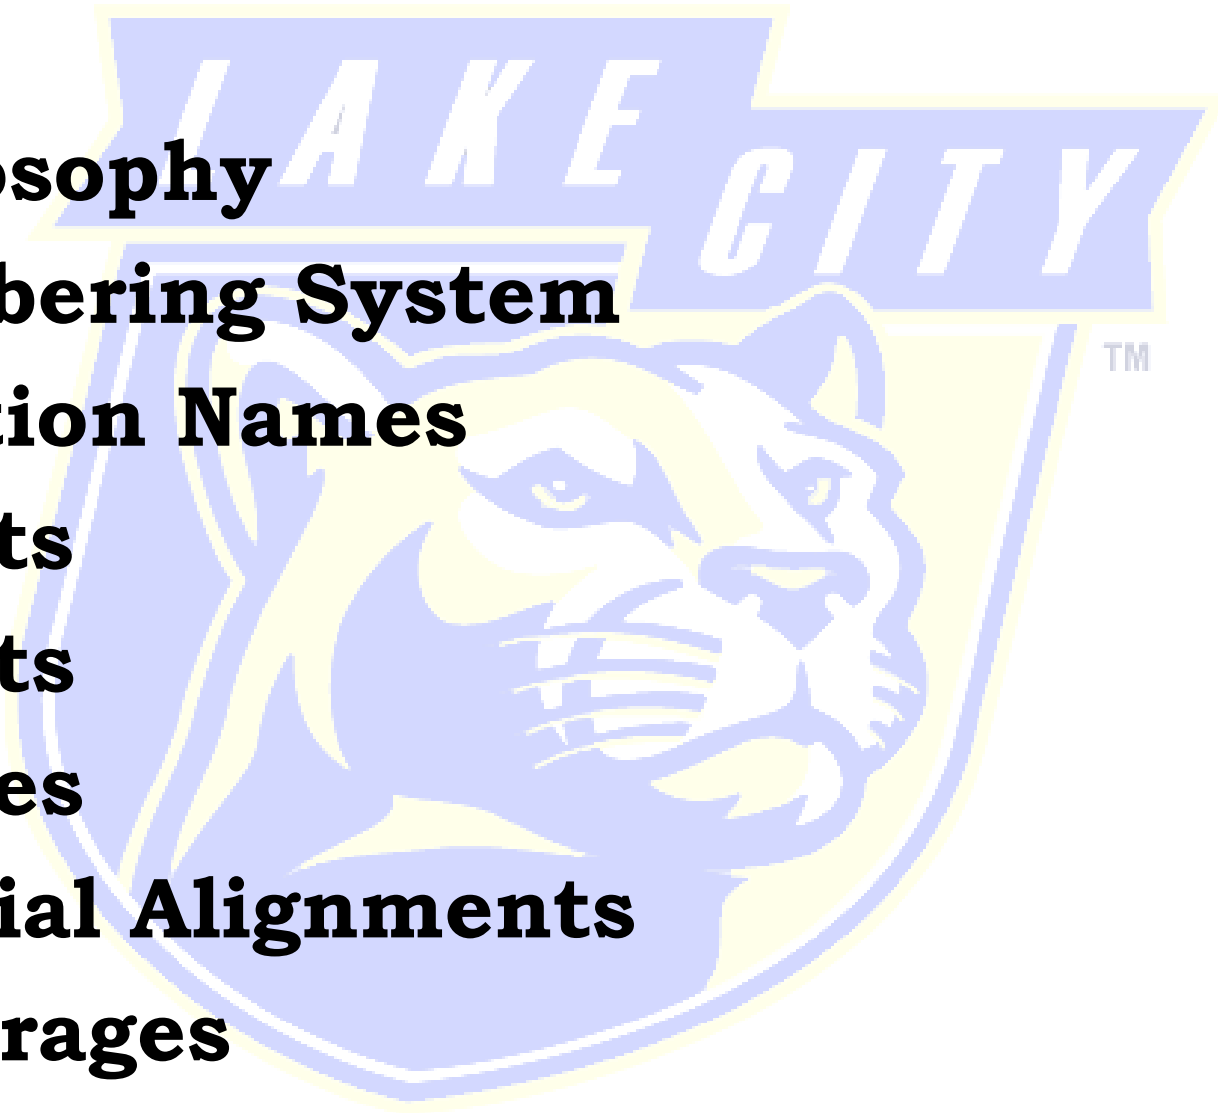 LAKE
CITY
osophy
bering System
tion Names
TM
ts
ts
es
ial Alignments
rages